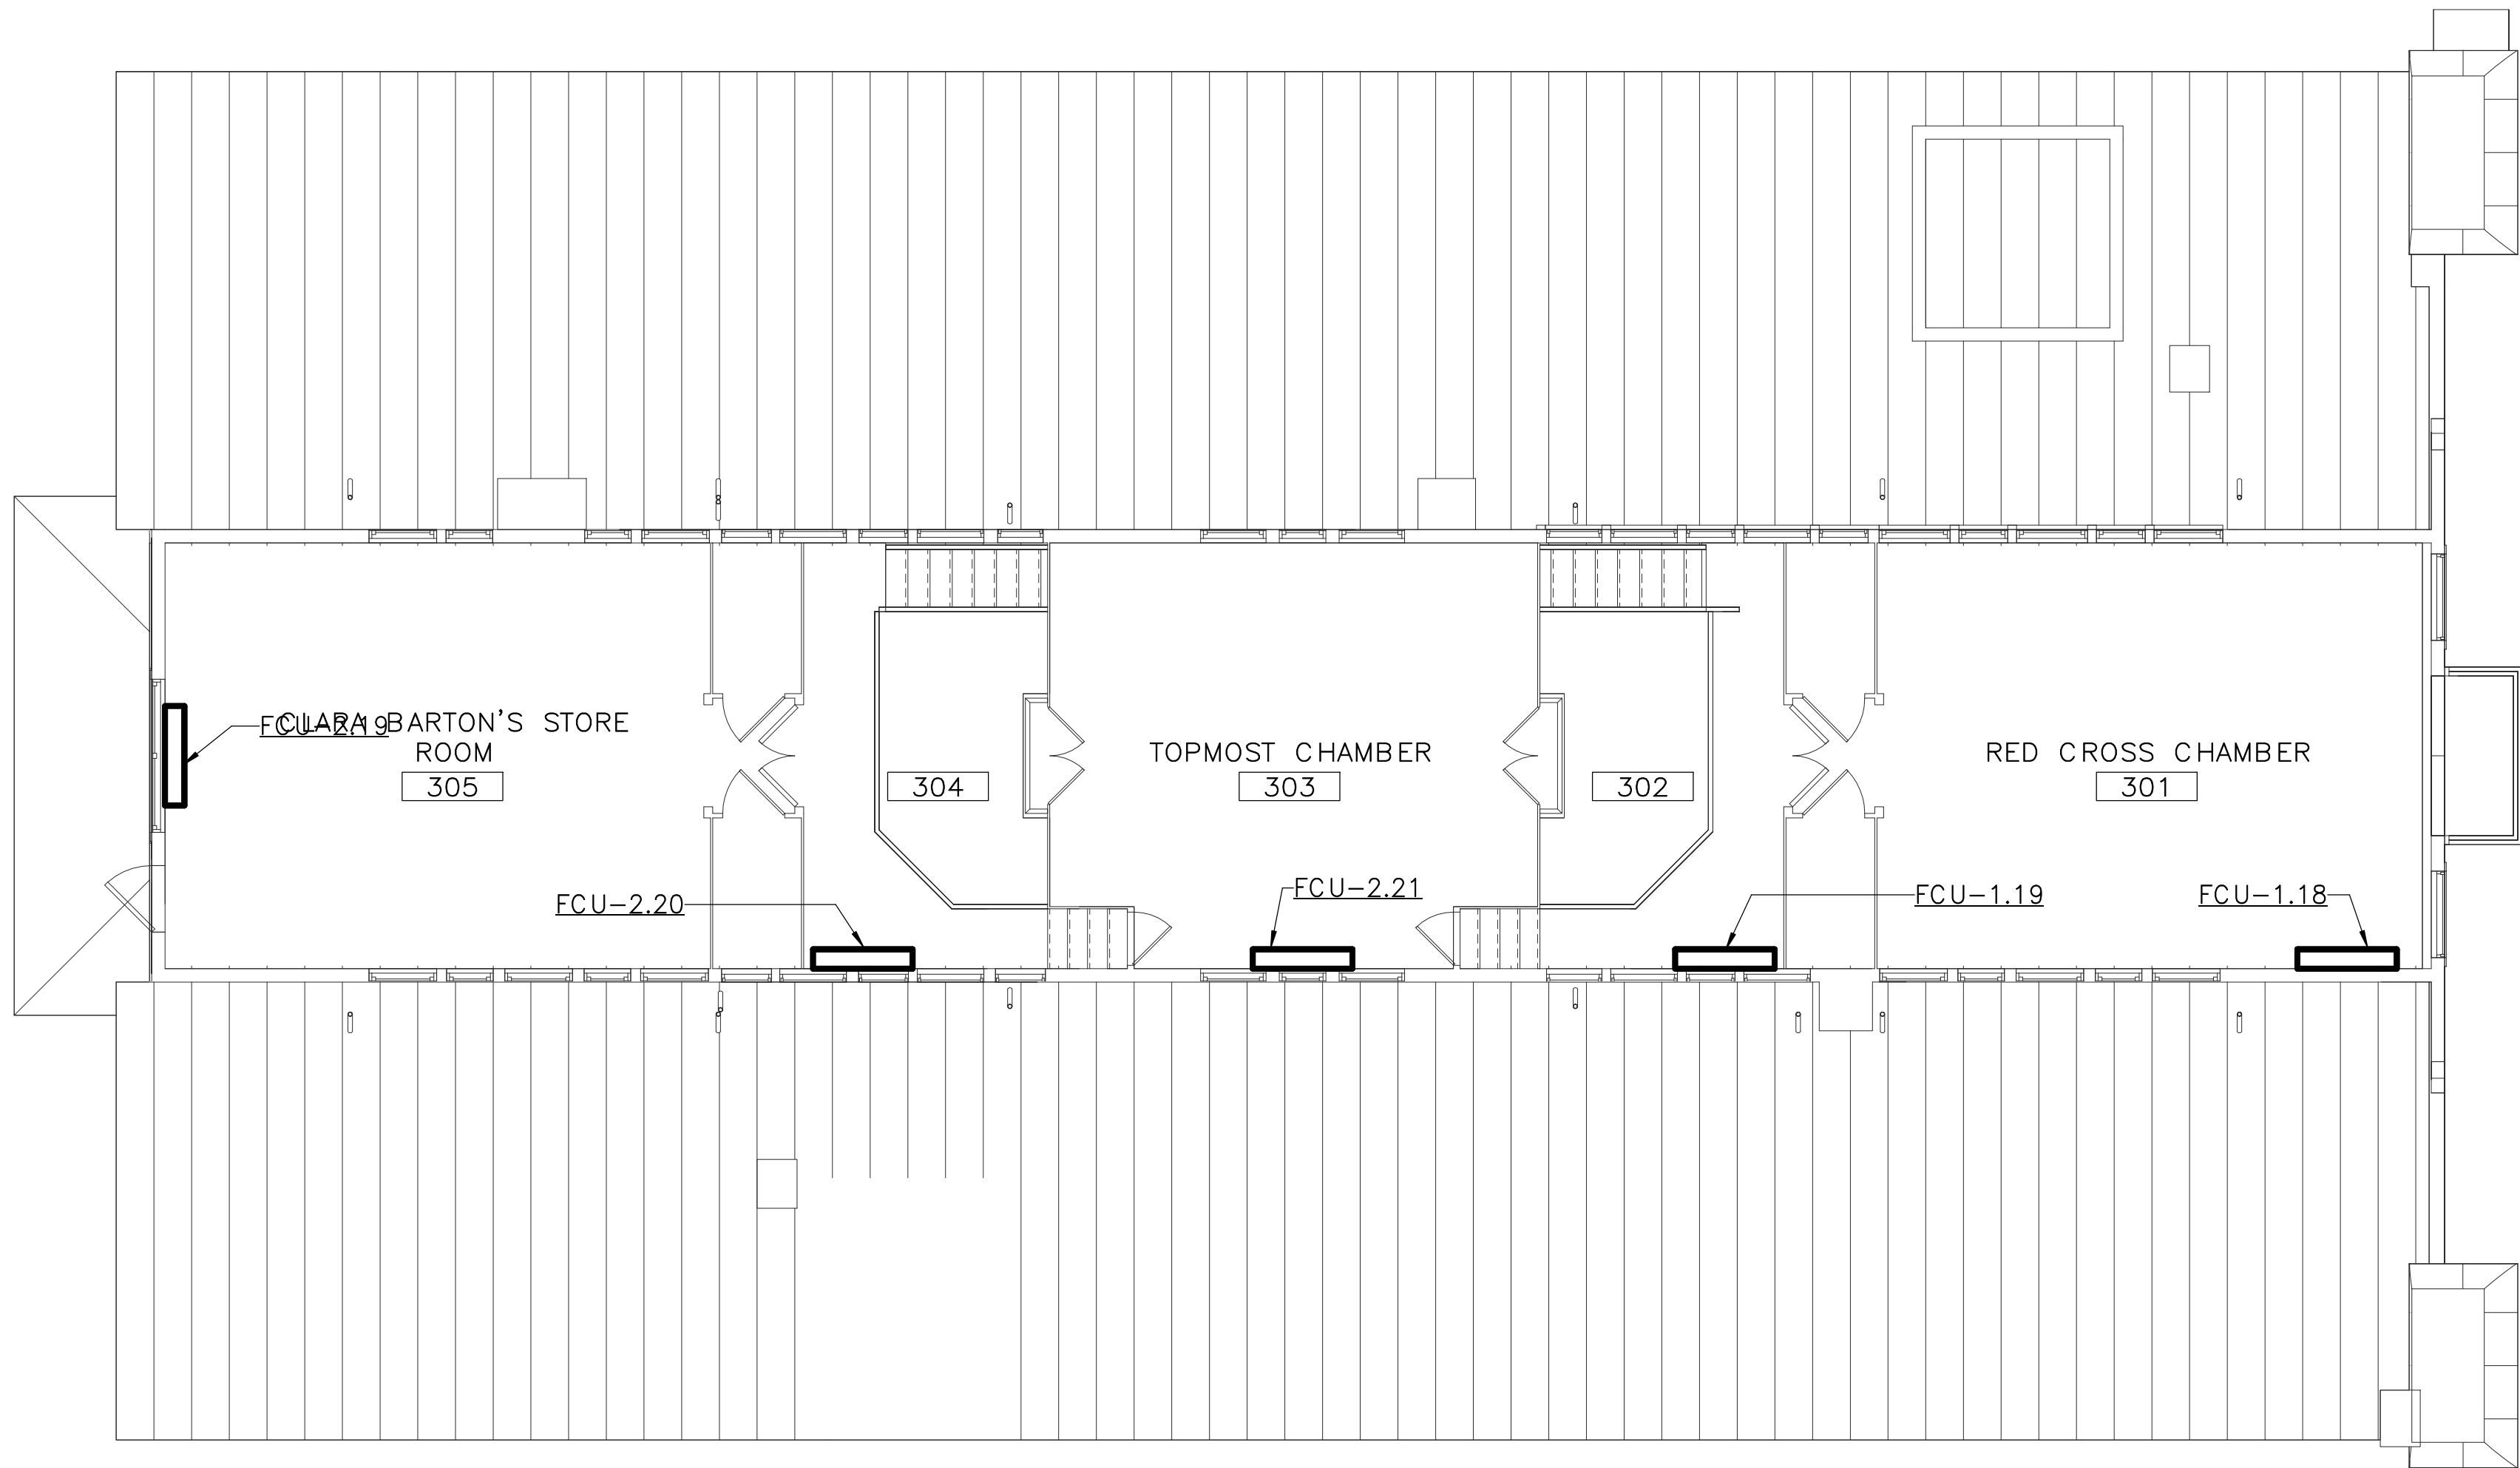 FCU-2.19
CLARA BARTON'S STORE
ROOM
305
304
TOPMOST CHAMBER
303
302
RED CROSS CHAMBER
301
FCU-2.20
FCU-2.21
FCU-1.19
FCU-1.18